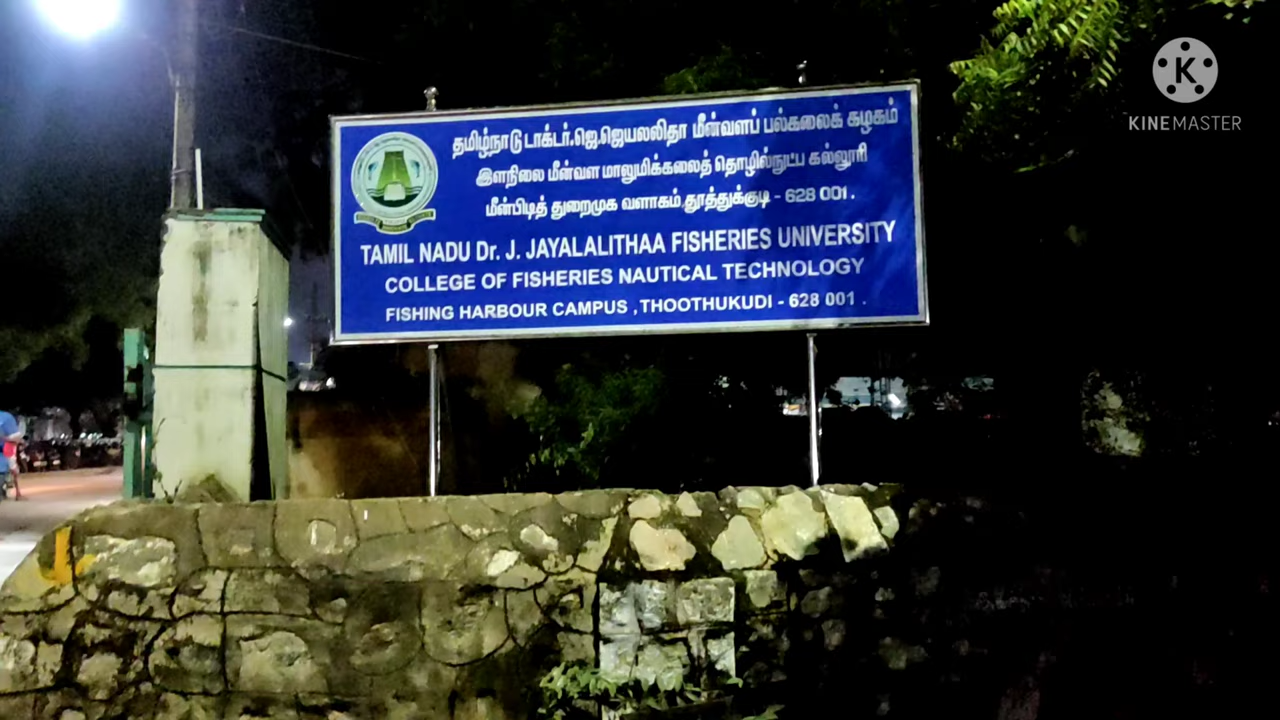 தமிழ்நாடு டாக்டர்.ஜெ.ஜெயலலிதா மீன்வளப் பல்கலைக் கழகம்
இளநிலை மீன்வள மாலுமிக்கலைத் தொழில்நுட்ப கல்லூரி
மீன்பிடித் துறைமுக வளாகம் தூத்துக்குடி - 628 001 .
TAMIL NADU Dr. J. JAYALALITHAA FISHERIES UNIVERSITY
COLLEGE OF FISHERIES NAUTICAL TECHNOLOGY
FISHING HARBOUR CAMPUS , THOOTHUKUDI - 628 001 .
K
KINEMASTER